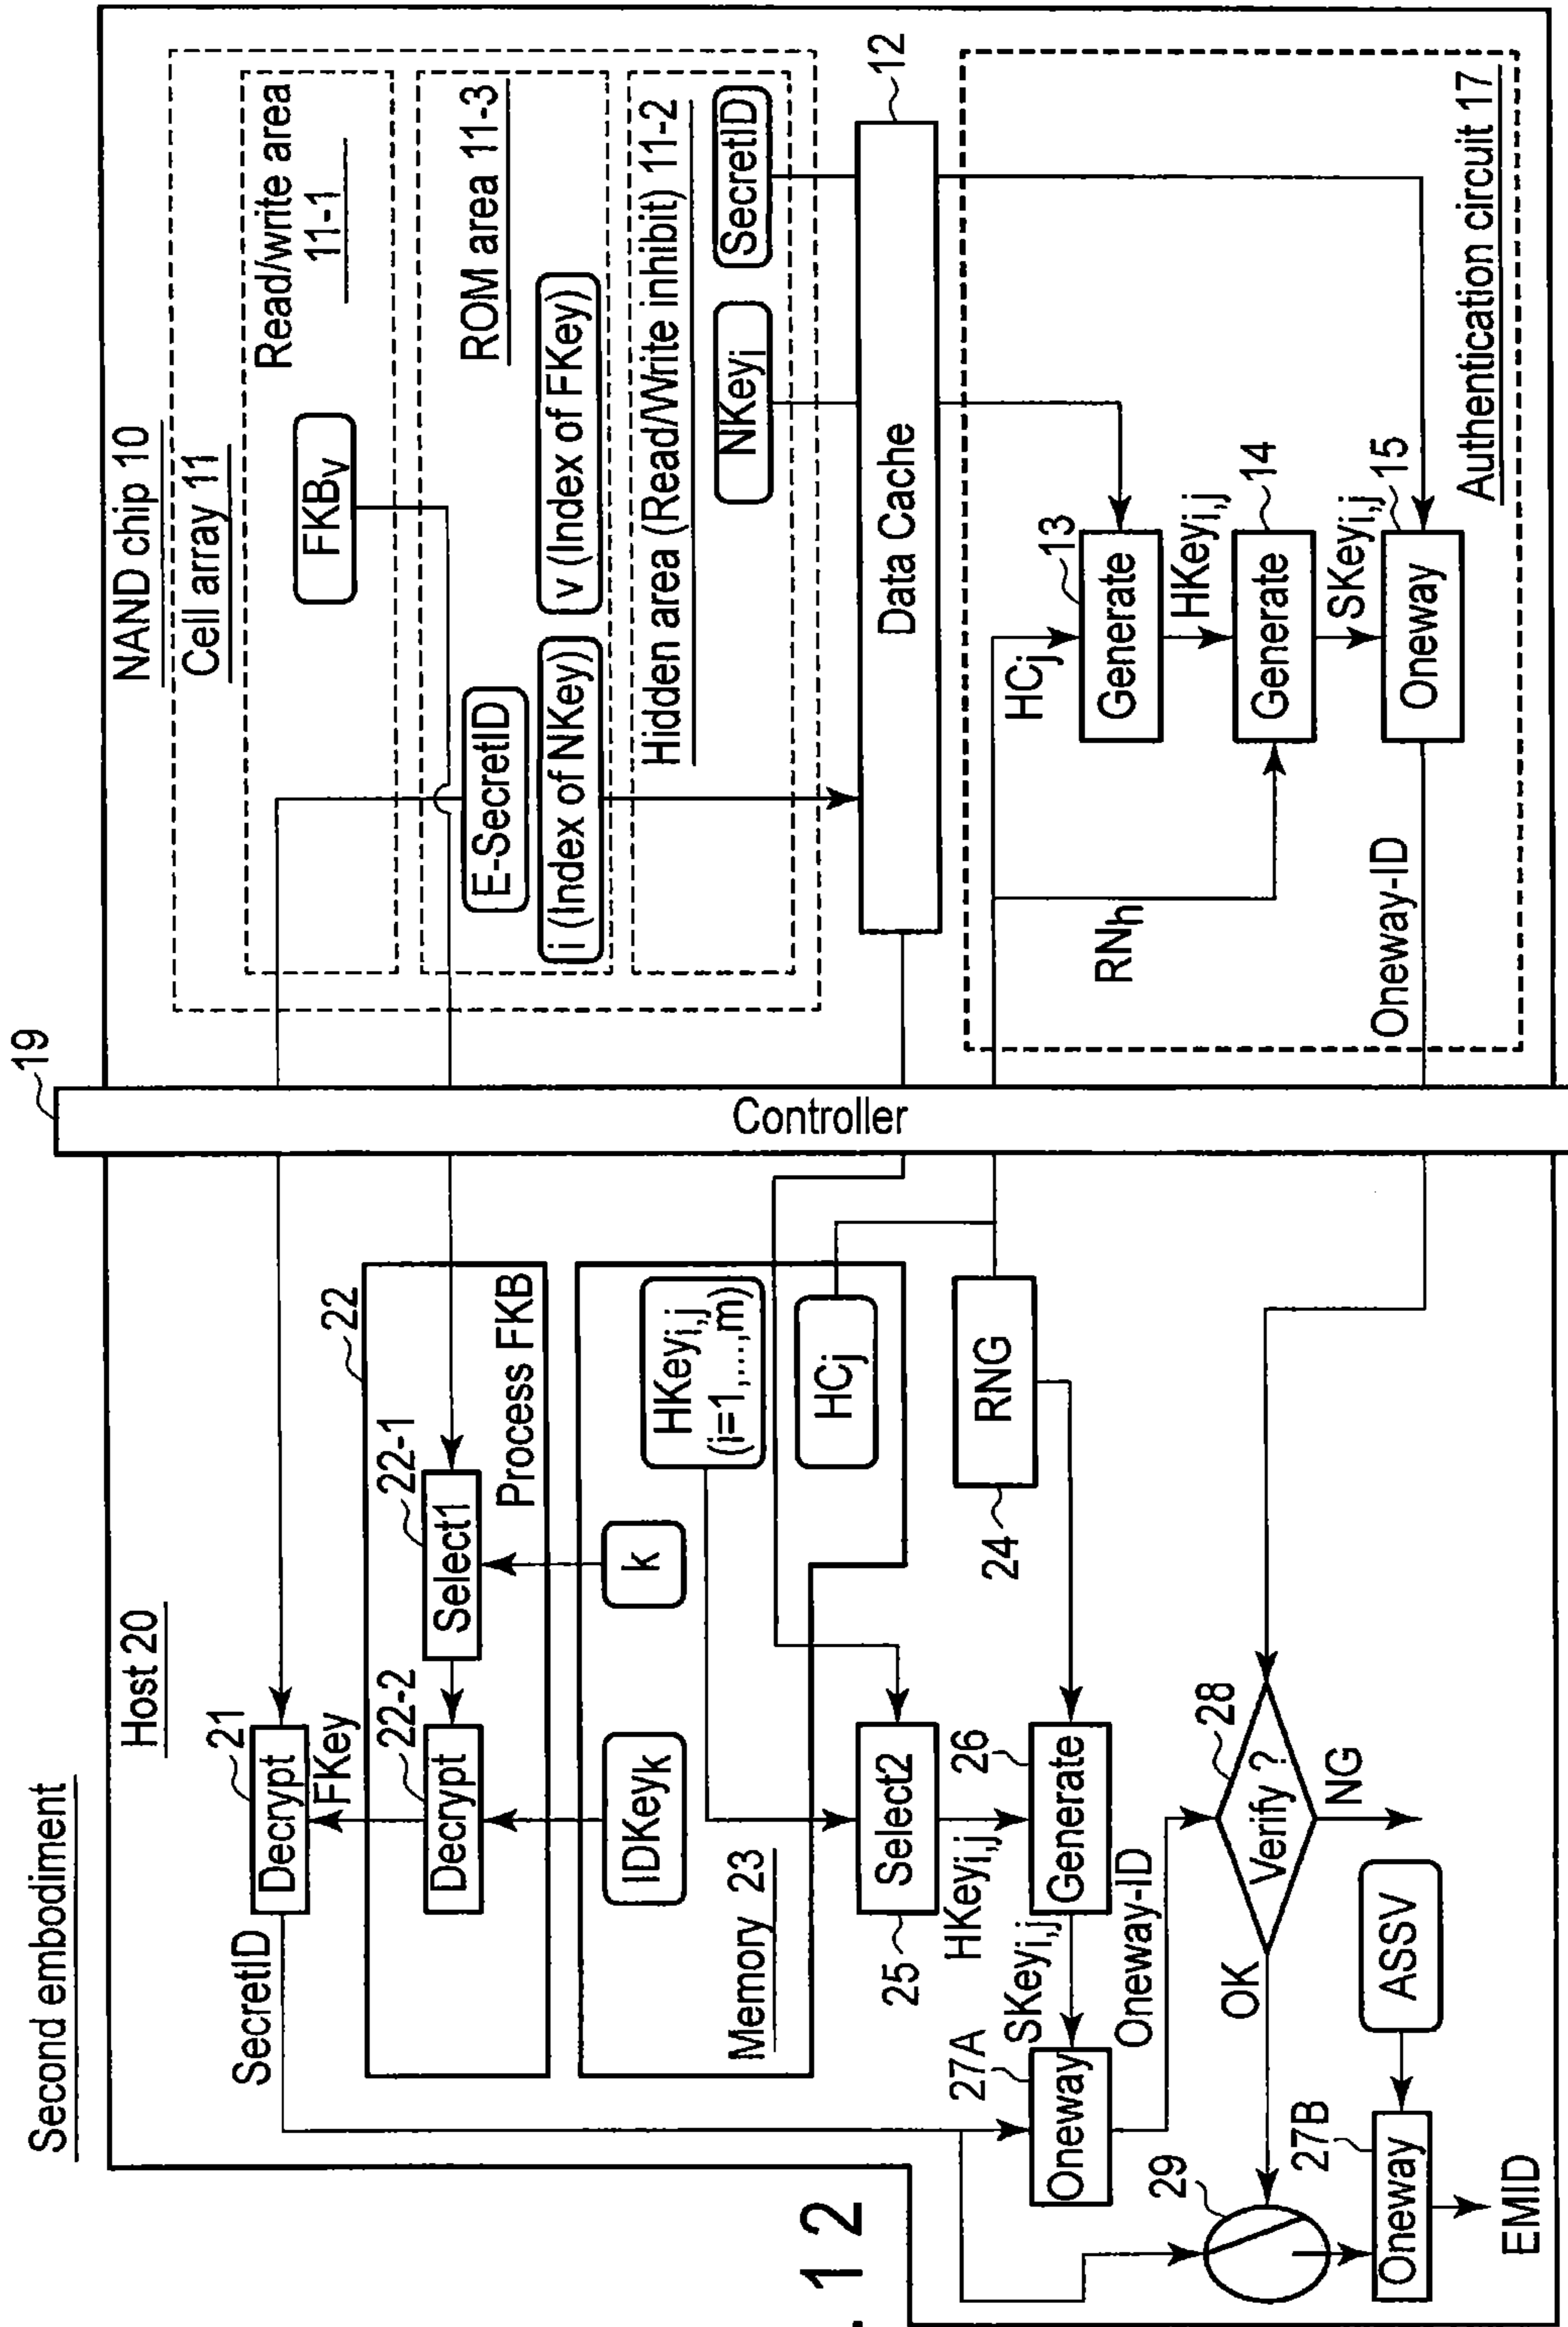 Second embodiment
Host 20
19
NAND chip 10
Cell array 11
Read/write area
11-1
FKBv
ROM area 11-3
E-SecretID
i (Index of NKey)
v (Index of FKey)
Hidden area (Read/Write inhibit) 11-2
NKeyi
SecretID
Data Cache
12
Controller
SecretID
21
Decrypt
FKey
22
22-1
22-2
Decrypt
Select1
Process FKB
IDKeyk
k
HKeyi,j
(i=1,...,m)
HCj
Memory 23
25
Select2
HKeyi,j
26
Generate
SKeyi,j
RNG
24
27A
Oneway
Oneway-ID
28
Verify ?
OK
NG
29
ASSV
27B
Oneway
EMID
HCj
13
Generate
HKeyi,j
RNh
14
Generate
SKeyi,j
15
Oneway
Oneway-ID
Authentication circuit 17
. 12